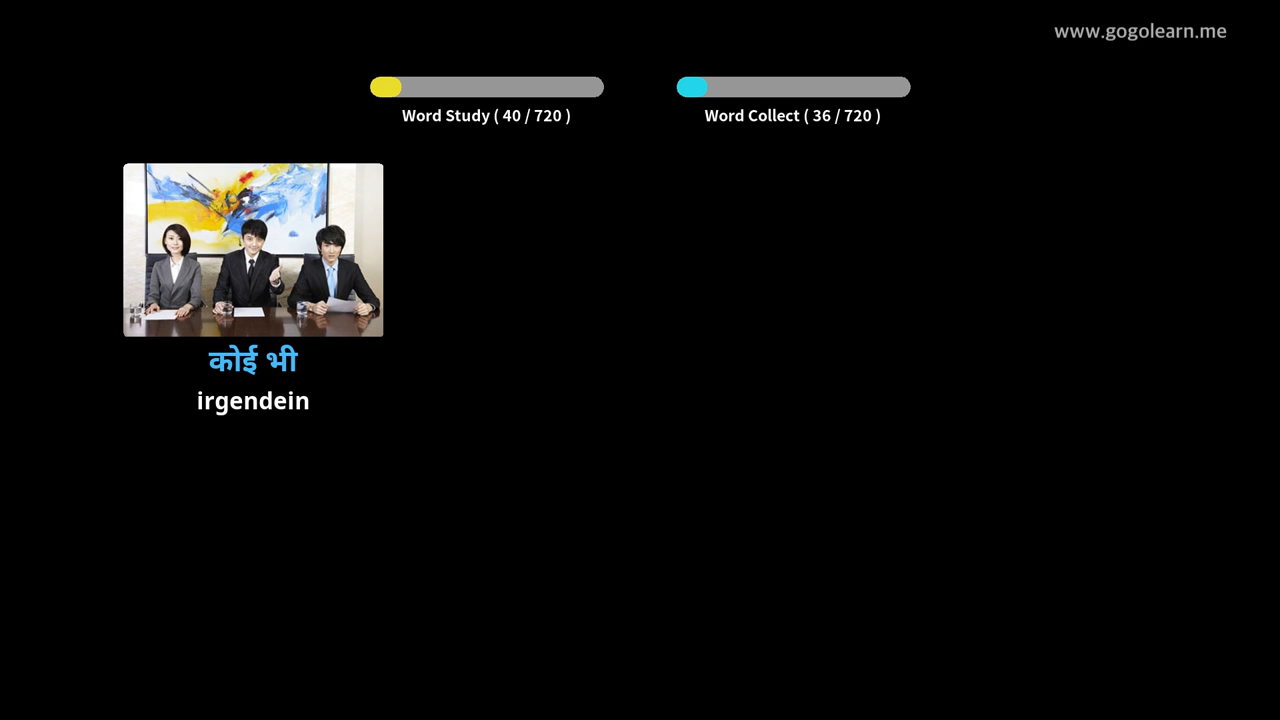 www.gogolearn.me
Word Study ( 40 / 720 )
Word Collect ( 36 / 720 )
कोई भी
irgendein